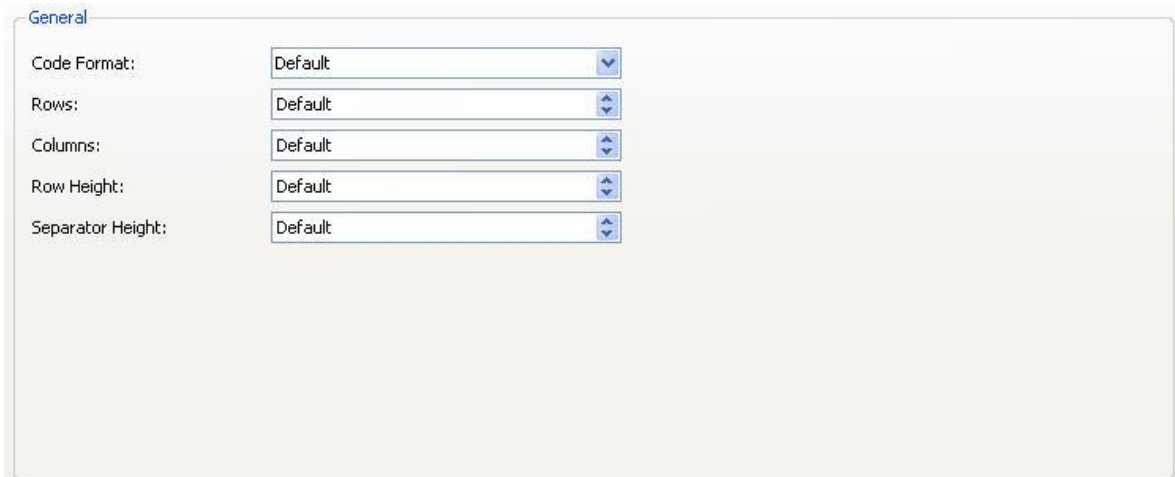 General
Code Format: Default
Rows: Default
Columns: Default
Row Height: Default
Separator Height: Default